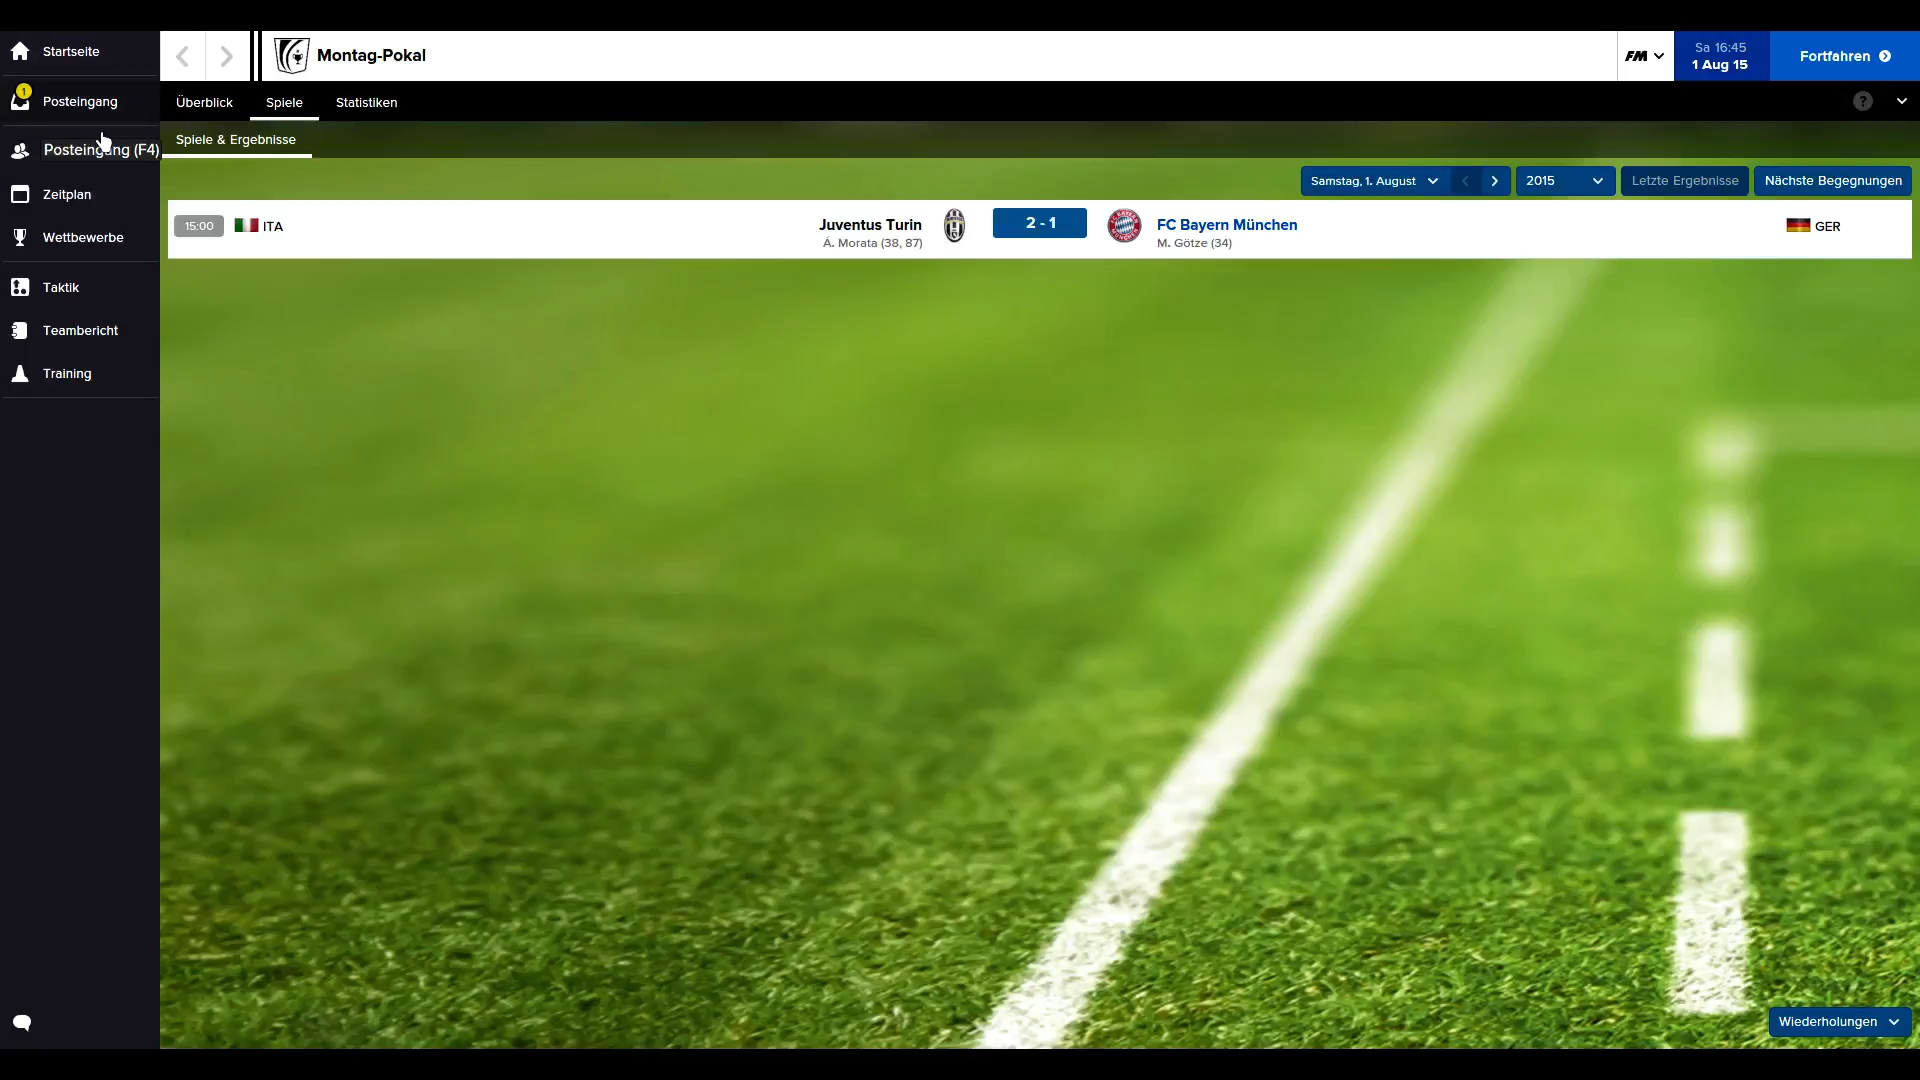 Startseite
Montag-Pokal
FM
Sa 16:45
1 Aug 15
Fortfahren
1
Posteingang
Überblick
Spiele
Statistiken
?
Posteingang (F4)
Spiele & Ergebnisse
Samstag, 1. August
2015
Letzte Ergebnisse
Nächste Begegnungen
Zeitplan
15:00
ITA
Juventus Turin
2 - 1
FC Bayern München
GER
Á. Morata (38, 87)
M. Götze (34)
Wettbewerbe
Taktik
Teambericht
Training
Wiederholungen